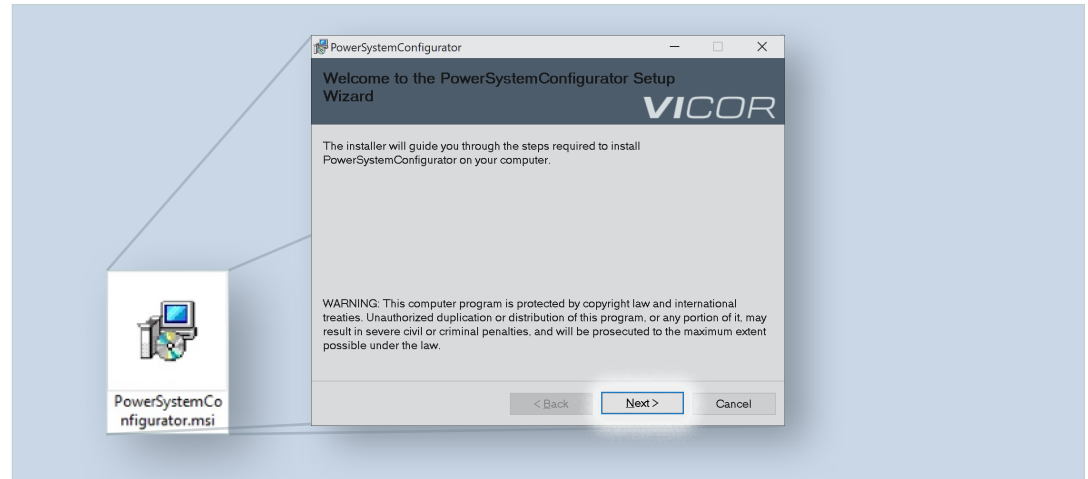 PowerSystemConfigurator
Welcome to the PowerSystemConfigurator Setup
Wizard
VICOR
The installer will guide you through the steps required to install
PowerSystemConfigurator on your computer.
WARNING: This computer program is protected by copyright law and international
treaties. Unauthorized duplication or distribution of this program, or any portion of it, may
result in severe civil or criminal penalties, and will be prosecuted to the maximum extent
possible under the law.
< Back
Next >
Cancel
PowerSystemCo
nfigurator.msi